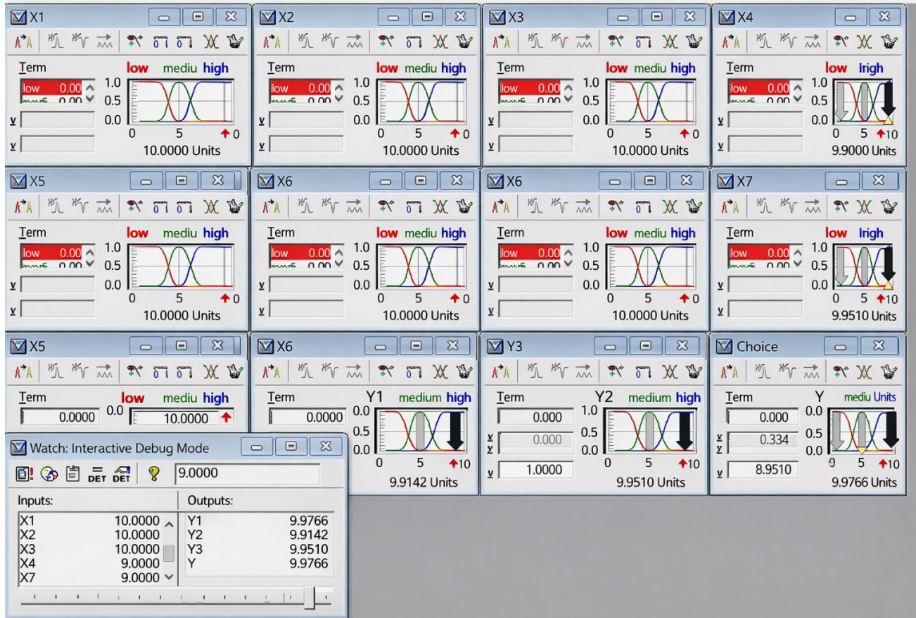 X1
Term
low mediu high
low 0.00
1.0
0.5
0.0
0 5 0
10.0000 Units
X2
Term
low mediu high
low 0.00
1.0
0.5
0.0
0 5 0
10.0000 Units
X3
Term
low mediu high
low 0.00
1.0
0.5
0.0
0 5 0
10.0000 Units
X4
Term
low Irigh
low 0.00
1.0
0.5
0.0
0 5 10
9.9000 Units
X5
Term
low mediu high
low 0.00
1.0
0.5
0.0
0 5 0
10.0000 Units
X6
Term
low mediu high
low 0.00
1.0
0.5
0.0
0 5 0
10.0000 Units
X6
Term
low mediu high
low 0.00
1.0
0.5
0.0
0 5 0
10.0000 Units
X7
Term
low Irigh
low 0.00
1.0
0.5
0.0
0 5 10
9.9510 Units
X5
Term
low mediu high
0.0000 0.0 10.0000
X6
Term
Y1 medium high
0.0000
1.0
0.5
0.0
0 5 10
9.9142 Units
Y3
Term
Y2 medium high
0.000
0.000
1.0000
1.0
0.5
0.0
0 5 10
9.9510 Units
Choice
Term
Y mediu Units
0.000
0.334
8.9510
0.0
0.5
0.0
5 10
9.9766 Units
Watch: Interactive Debug Mode
DET DET ? 9.0000
Inputs:
X1 10.0000
X2 10.0000
X3 10.0000
X4 9.0000
X7 9.0000
Outputs:
Y1 9.9766
Y2 9.9142
Y3 9.9510
Y 9.9766